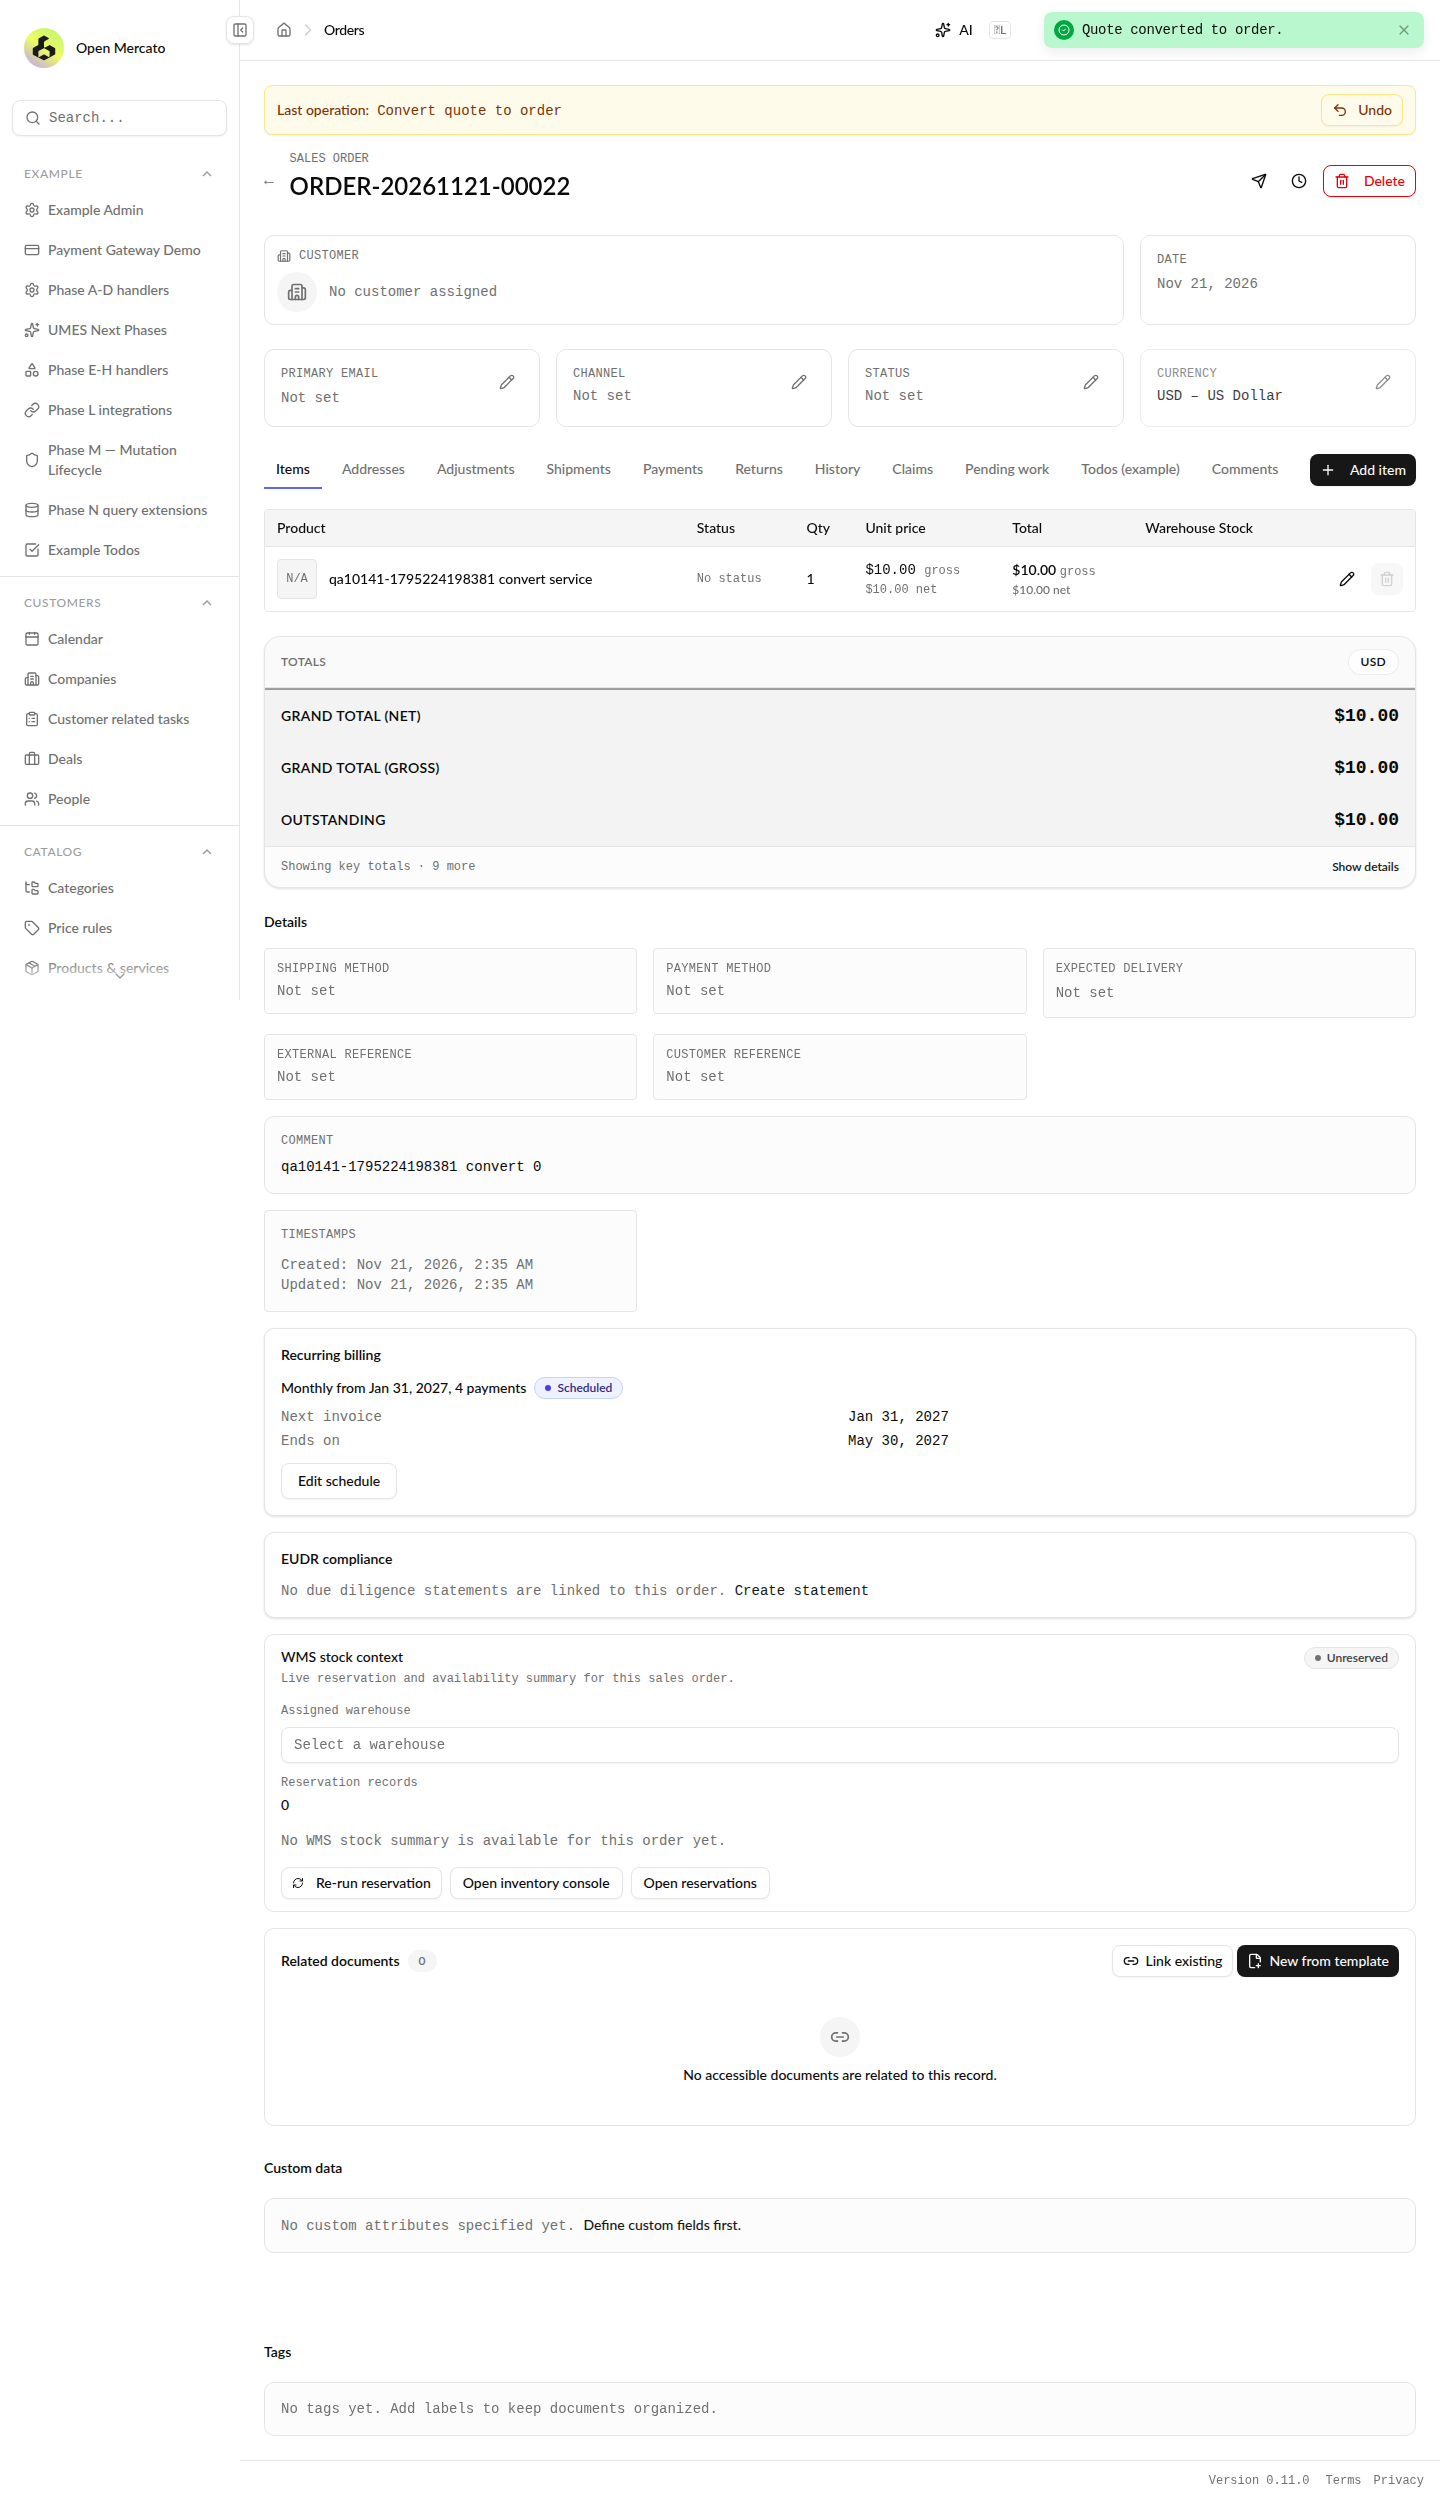 Open Mercato
Orders
AI
L
Quote converted to order.
Search...
Last operation: Convert quote to order
Undo
SALES ORDER
←
ORDER-20261121-00022
Delete
EXAMPLE
Example Admin
Payment Gateway Demo
Phase A-D handlers
UMES Next Phases
Phase E-H handlers
Phase L integrations
Phase M — Mutation
Lifecycle
Phase N query extensions
Example Todos
CUSTOMERS
Calendar
Companies
Customer related tasks
Deals
People
CATALOG
Categories
Price rules
Products & services
CUSTOMER
No customer assigned
DATE
Nov 21, 2026
PRIMARY EMAIL
Not set
CHANNEL
Not set
STATUS
Not set
CURRENCY
USD – US Dollar
Items Addresses Adjustments Shipments Payments Returns History Claims Pending work Todos (example) Comments
Add item
Product Status Qty Unit price Total Warehouse Stock
N/A qa10141-1795224198381 convert service No status 1 $10.00 gross $10.00 gross
$10.00 net $10.00 net
TOTALS USD
GRAND TOTAL (NET) $10.00
GRAND TOTAL (GROSS) $10.00
OUTSTANDING $10.00
Showing key totals · 9 more Show details
Details
SHIPPING METHOD
Not set
PAYMENT METHOD
Not set
EXPECTED DELIVERY
Not set
EXTERNAL REFERENCE
Not set
CUSTOMER REFERENCE
Not set
COMMENT
qa10141-1795224198381 convert 0
TIMESTAMPS
Created: Nov 21, 2026, 2:35 AM
Updated: Nov 21, 2026, 2:35 AM
Recurring billing
Monthly from Jan 31, 2027, 4 payments Scheduled
Next invoice Jan 31, 2027
Ends on May 30, 2027
Edit schedule
EUDR compliance
No due diligence statements are linked to this order. Create statement
WMS stock context Unreserved
Live reservation and availability summary for this sales order.
Assigned warehouse
Select a warehouse
Reservation records
0
No WMS stock summary is available for this order yet.
Re-run reservation Open inventory console Open reservations
Related documents 0
Link existing New from template
No accessible documents are related to this record.
Custom data
No custom attributes specified yet. Define custom fields first.
Tags
No tags yet. Add labels to keep documents organized.
Version 0.11.0 Terms Privacy